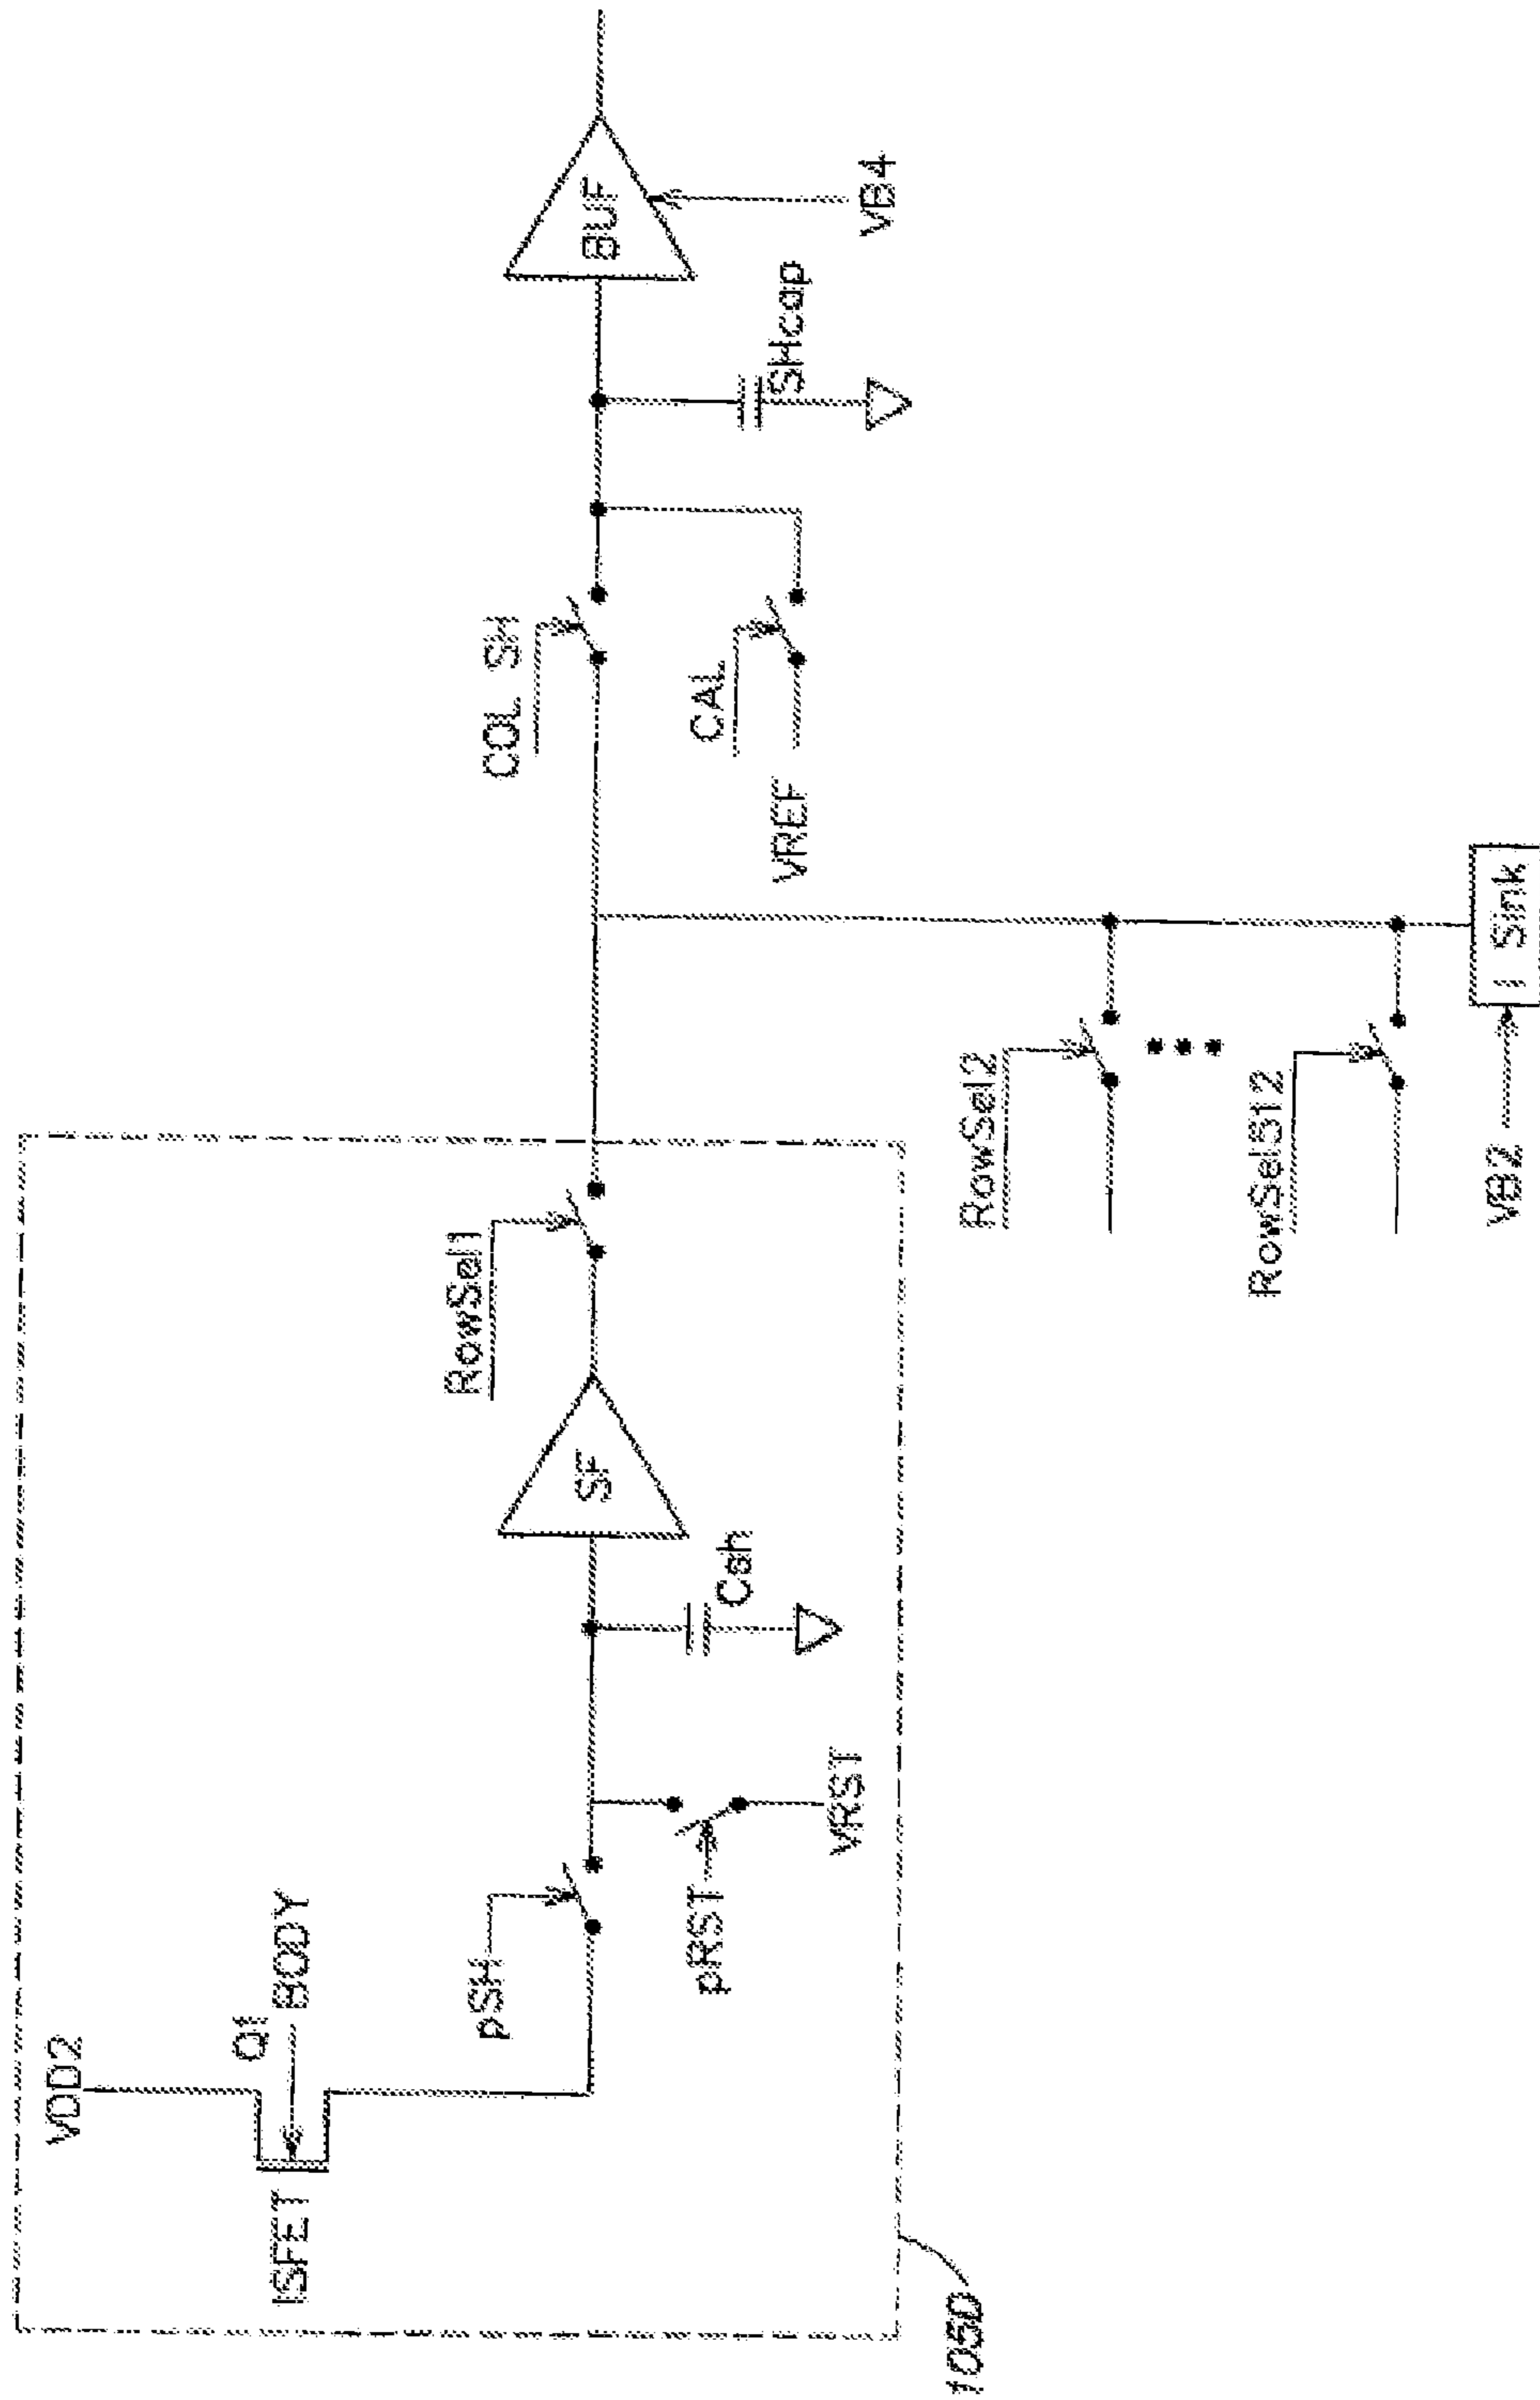 VDD2
Q1
ISFET
BODY
pSH
pRST
VRST
Csh
SF
RowSel1
105D
COL SH
CAL
VREF
SHcap
BUF
VB4
RowSel2
RowSel512
VB2
I Sink